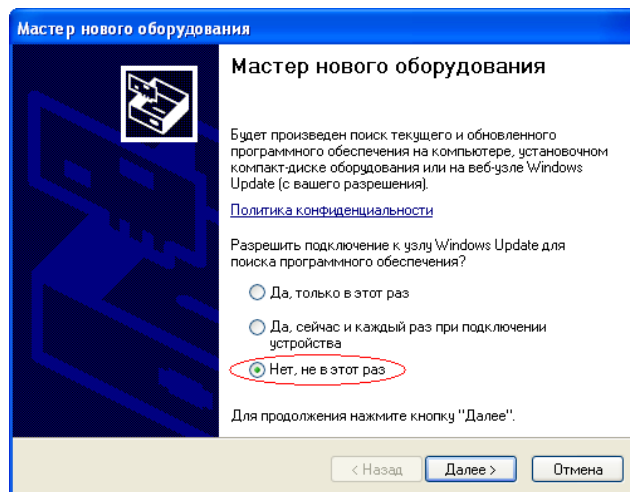 Мастер нового оборудования
Мастер нового оборудования
Будет произведен поиск текущего и обновленного
программного обеспечения на компьютере, установочном
компакт-диске оборудования или на веб-узле Windows
Update (с вашего разрешения).
Политика конфиденциальности
Разрешить подключение к узлу Windows Update для
поиска программного обеспечения?
Да, только в этот раз
Да, сейчас и каждый раз при подключении
устройства
Нет, не в этот раз
Для продолжения нажмите кнопку "Далее".
< Назад Далее > Отмена